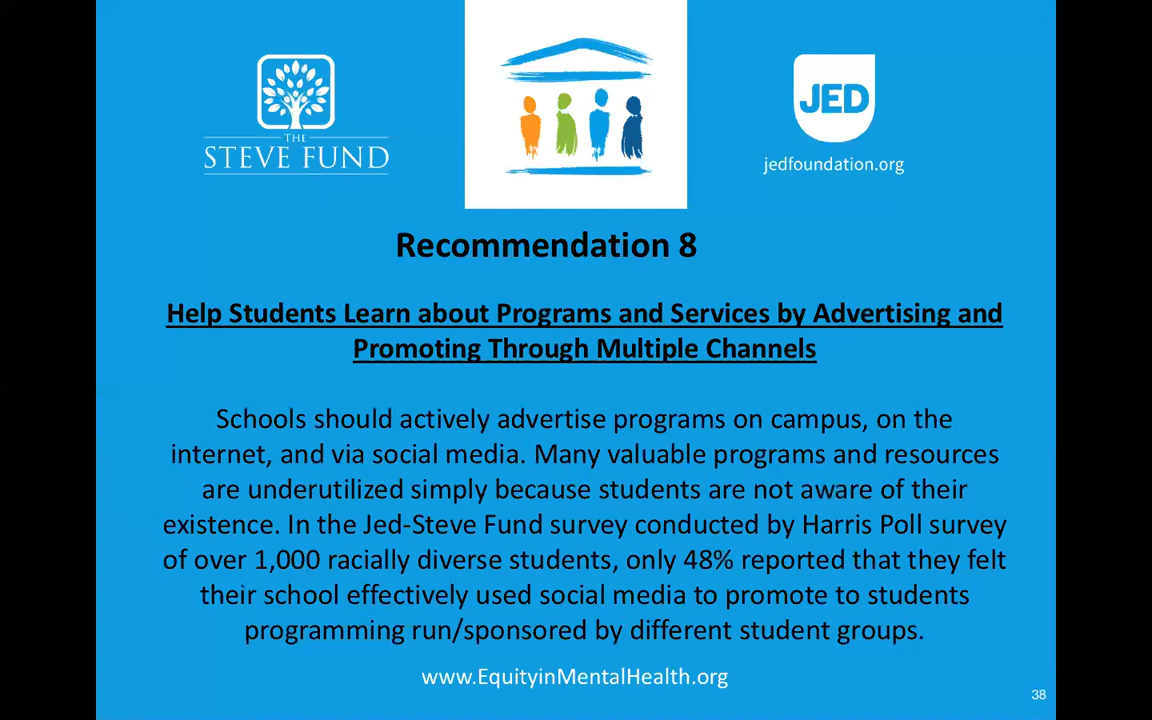 THE
STEVE FUND
JED
jedfoundation.org
Recommendation 8
Help Students Learn about Programs and Services by Advertising and
Promoting Through Multiple Channels
Schools should actively advertise programs on campus, on the
internet, and via social media. Many valuable programs and resources
are underutilized simply because students are not aware of their
existence. In the Jed-Steve Fund survey conducted by Harris Poll survey
of over 1,000 racially diverse students, only 48% reported that they felt
their school effectively used social media to promote to students
programming run/sponsored by different student groups.
www.EquityinMentalHealth.org
38